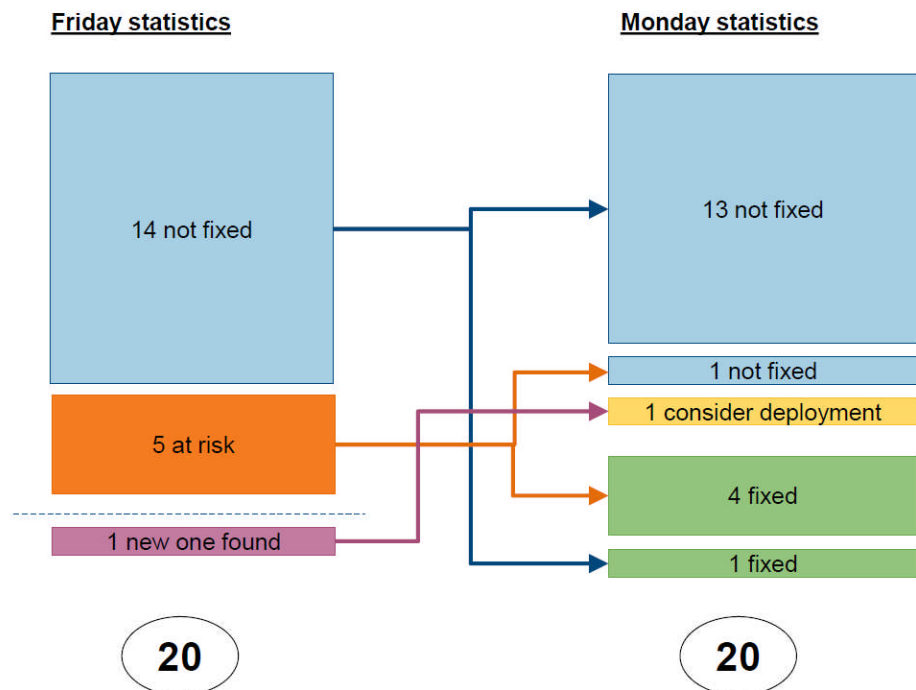 Friday statistics
Monday statistics
14 not fixed
13 not fixed
1 not fixed
1 consider deployment
5 at risk
4 fixed
1 new one found
1 fixed
20
20